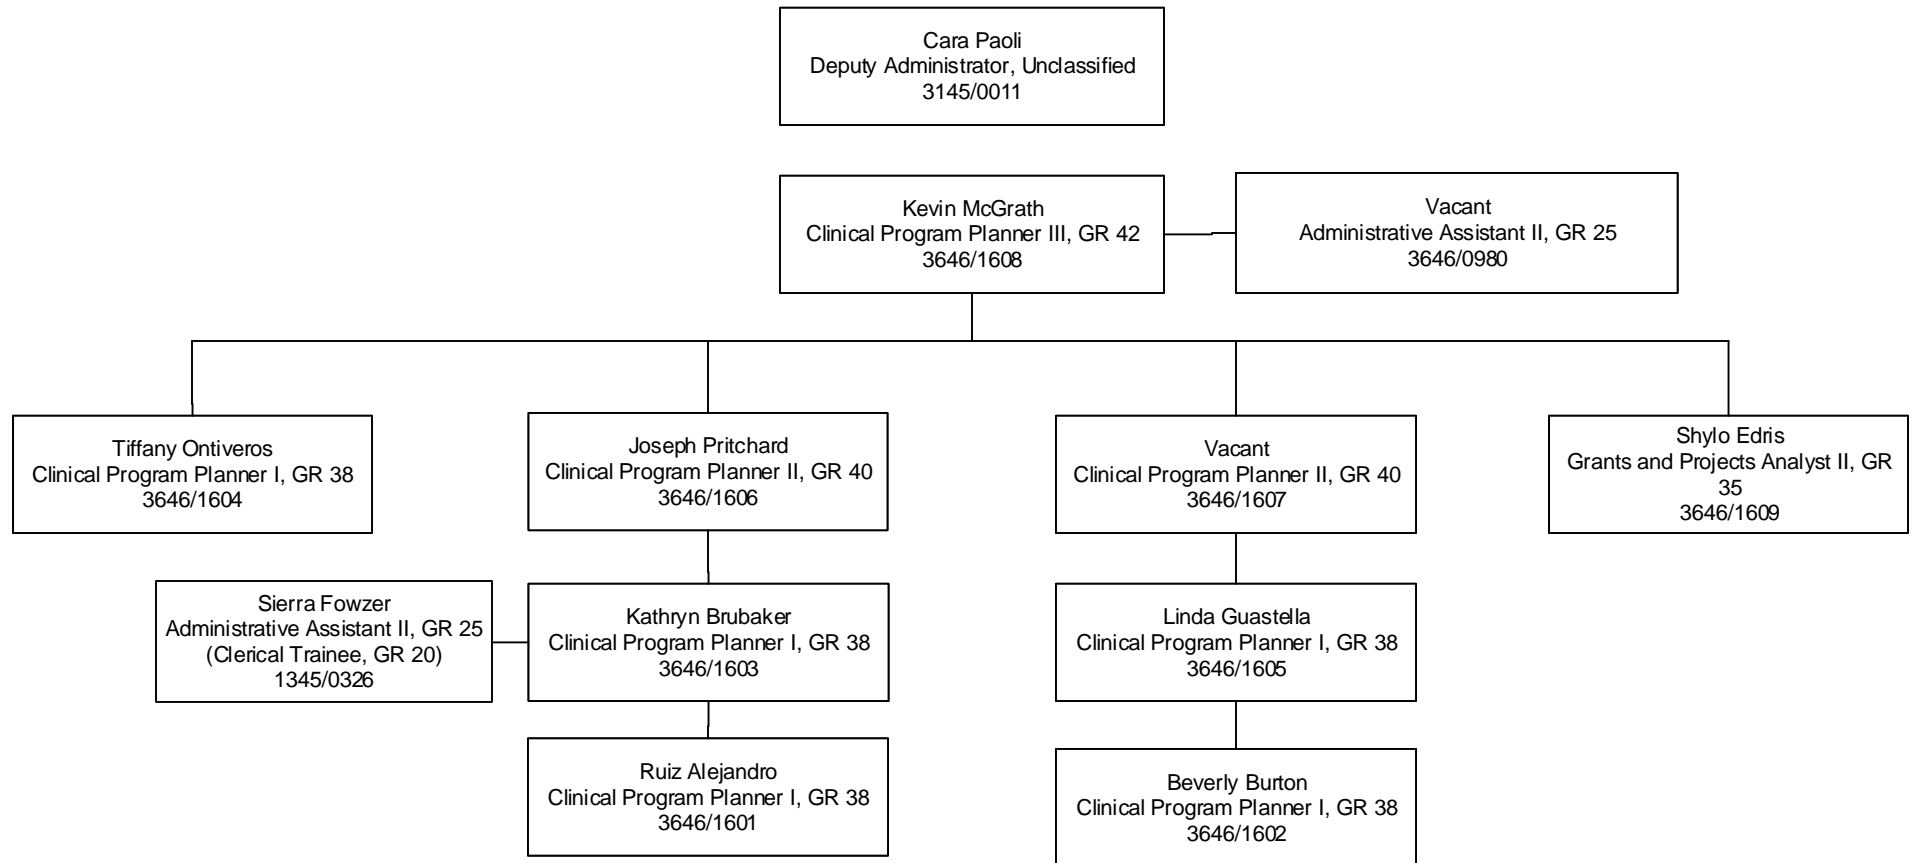 Cara Paoli
Deputy Administrator, Unclassified
3145/0011
Kevin McGrath
Clinical Program Planner III, GR 42
3646/1608
Vacant
Administrative Assistant II, GR 25
3646/0980
Tiffany Ontiveros
Clinical Program Planner I, GR 38
3646/1604
Joseph Pritchard
Clinical Program Planner II, GR 40
3646/1606
Vacant
Clinical Program Planner II, GR 40
3646/1607
Shylo Edris
Grants and Projects Analyst II, GR
35
3646/1609
Sierra Fowzer
Administrative Assistant II, GR 25
(Clerical Trainee, GR 20)
1345/0326
Kathryn Brubaker
Clinical Program Planner I, GR 38
3646/1603
Linda Guastella
Clinical Program Planner I, GR 38
3646/1605
Ruiz Alejandro
Clinical Program Planner I, GR 38
3646/1601
Beverly Burton
Clinical Program Planner I, GR 38
3646/1602